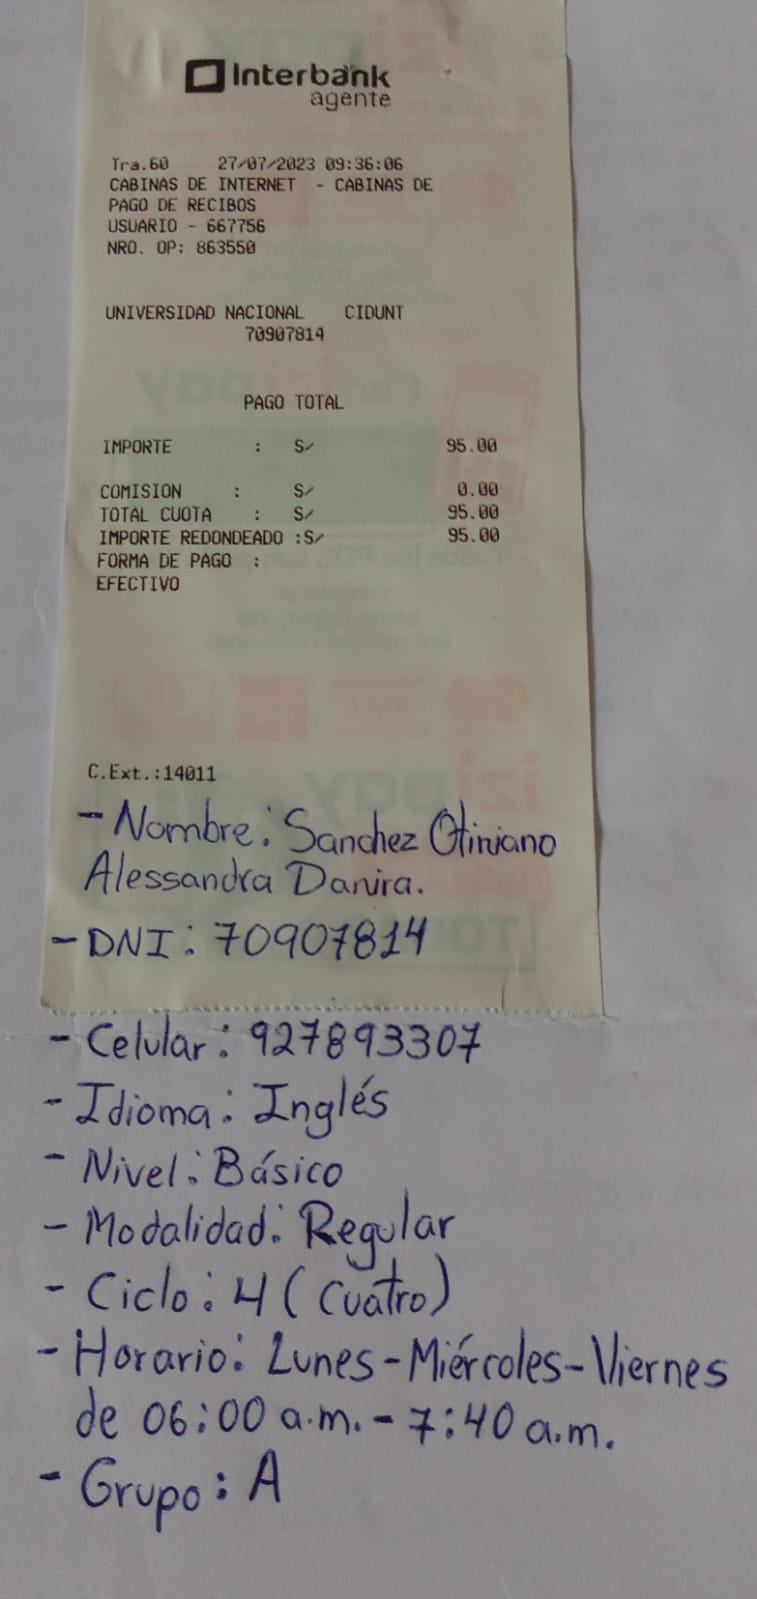 Interbank
agente
Tra.60 27/07/2023 09:36:06
CABINAS DE INTERNET - CABINAS DE
PAGO DE RECIBOS
USUARIO - 667756
NRO. OP: 863550
UNIVERSIDAD NACIONAL CIDUNT
70907814
PAGO TOTAL
IMPORTE : S/ 95.00
COMISION : S/ 0.00
TOTAL CUOTA : S/ 95.00
IMPORTE REDONDEADO :S/ 95.00
FORMA DE PAGO :
EFECTIVO
C.Ext.:14011
- Nombre: Sanchez Otiniano
Alessandra Danira.
- DNI: 70907814
- Celular: 927893307
- Idioma: Inglés
- Nivel: Básico
- Modalidad: Regular
- Ciclo: 4 (cuatro)
- Horario: Lunes-Miércoles-Viernes
de 06:00 a.m. - 7:40 a.m.
- Grupo: A